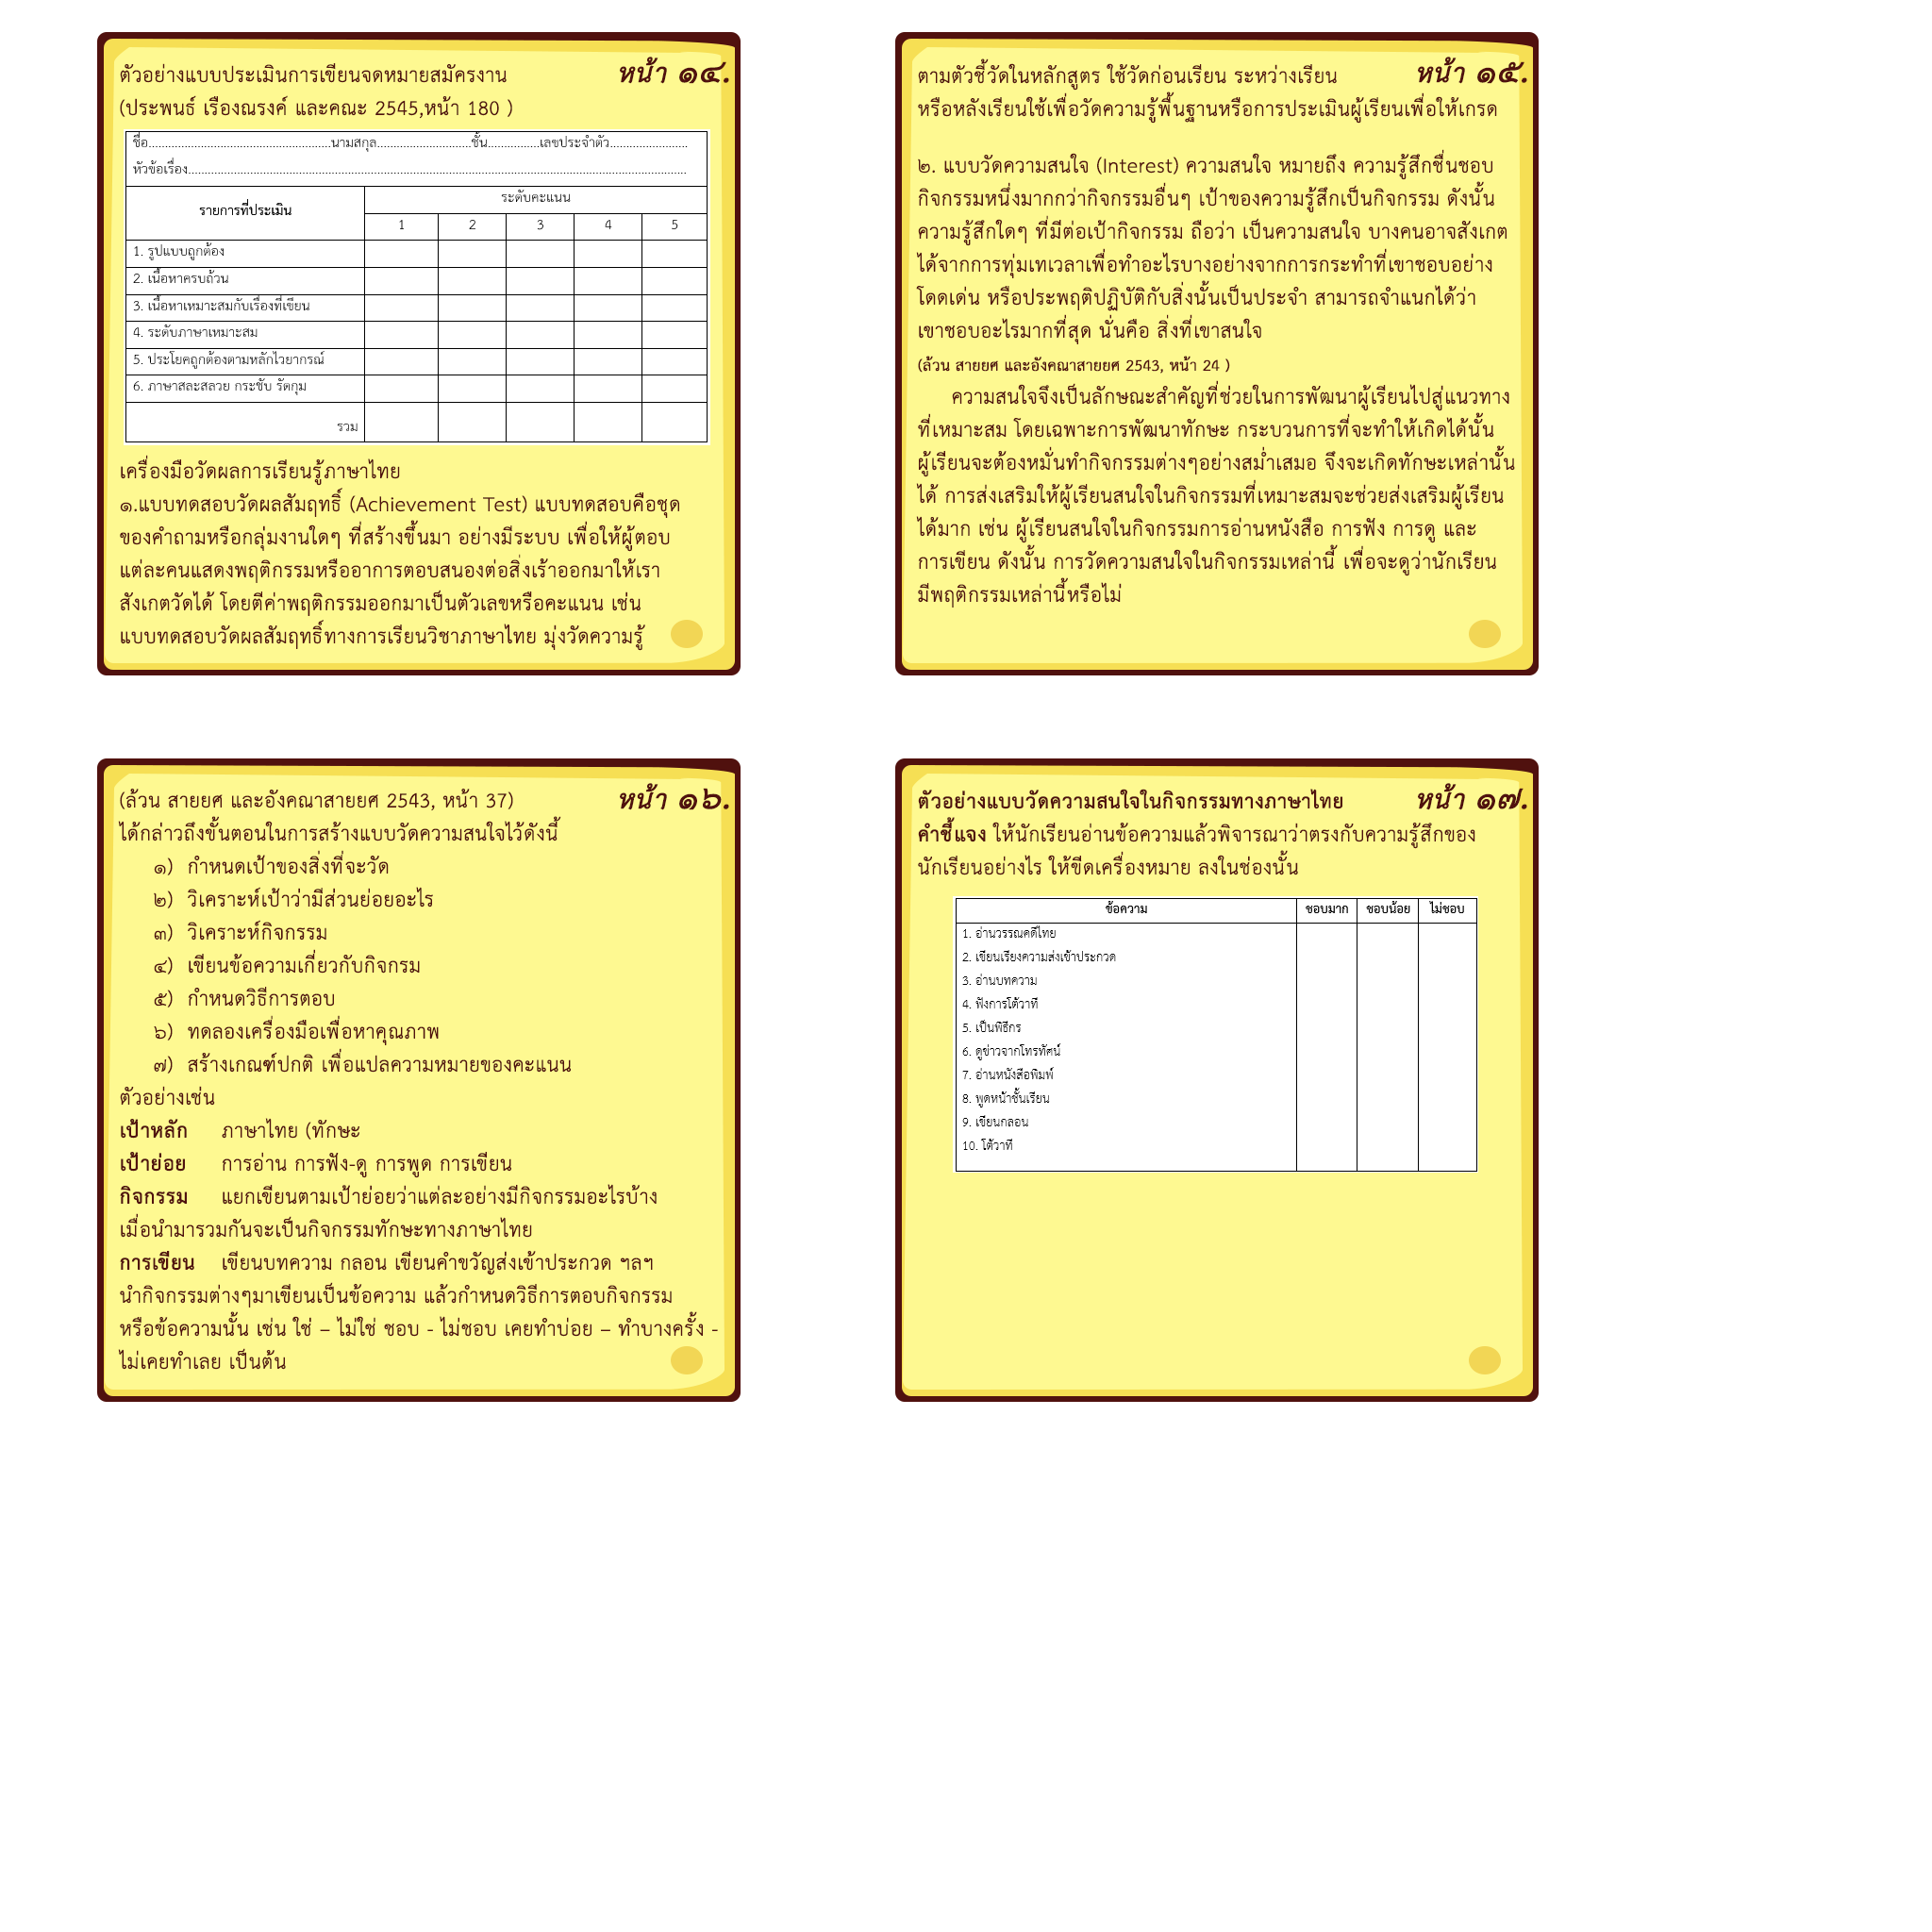 ตัวอย่างแบบประเมินการเขียนจดหมายสมัครงาน
หน้า ๑๔.
(ประพนธ์ เรืองณรงค์ และคณะ 2545,หน้า 180 )
ชื่อ........................................................นามสกุล.............................ชั้น................เลขประจำตัว........................
หัวข้อเรื่อง.........................................................................................................................................................
รายการที่ประเมิน
ระดับคะแนน
1 2 3 4 5
1. รูปแบบถูกต้อง
2. เนื้อหาครบถ้วน
3. เนื้อหาเหมาะสมกับเรื่องที่เขียน
4. ระดับภาษาเหมาะสม
5. ประโยคถูกต้องตามหลักไวยากรณ์
6. ภาษาสละสลวย กระชับ รัดกุม
รวม
เครื่องมือวัดผลการเรียนรู้ภาษาไทย
๑.แบบทดสอบวัดผลสัมฤทธิ์ (Achievement Test) แบบทดสอบคือชุด
ของคำถามหรือกลุ่มงานใดๆ ที่สร้างขึ้นมา อย่างมีระบบ เพื่อให้ผู้ตอบ
แต่ละคนแสดงพฤติกรรมหรืออาการตอบสนองต่อสิ่งเร้าออกมาให้เรา
สังเกตวัดได้ โดยตีค่าพฤติกรรมออกมาเป็นตัวเลขหรือคะแนน เช่น
แบบทดสอบวัดผลสัมฤทธิ์ทางการเรียนวิชาภาษาไทย มุ่งวัดความรู้
หน้า ๑๕.
ตามตัวชี้วัดในหลักสูตร ใช้วัดก่อนเรียน ระหว่างเรียน
หรือหลังเรียนใช้เพื่อวัดความรู้พื้นฐานหรือการประเมินผู้เรียนเพื่อให้เกรด
๒. แบบวัดความสนใจ (Interest) ความสนใจ หมายถึง ความรู้สึกชื่นชอบ
กิจกรรมหนึ่งมากกว่ากิจกรรมอื่นๆ เป้าของความรู้สึกเป็นกิจกรรม ดังนั้น
ความรู้สึกใดๆ ที่มีต่อเป้ากิจกรรม ถือว่า เป็นความสนใจ บางคนอาจสังเกต
ได้จากการทุ่มเทเวลาเพื่อทำอะไรบางอย่างจากการกระทำที่เขาชอบอย่าง
โดดเด่น หรือประพฤติปฏิบัติกับสิ่งนั้นเป็นประจำ สามารถจำแนกได้ว่า
เขาชอบอะไรมากที่สุด นั่นคือ สิ่งที่เขาสนใจ
(ล้วน สายยศ และอังคณาสายยศ 2543, หน้า 24 )
ความสนใจจึงเป็นลักษณะสำคัญที่ช่วยในการพัฒนาผู้เรียนไปสู่แนวทาง
ที่เหมาะสม โดยเฉพาะการพัฒนาทักษะ กระบวนการที่จะทำให้เกิดได้นั้น
ผู้เรียนจะต้องหมั่นทำกิจกรรมต่างๆอย่างสม่ำเสมอ จึงจะเกิดทักษะเหล่านั้น
ได้ การส่งเสริมให้ผู้เรียนสนใจในกิจกรรมที่เหมาะสมจะช่วยส่งเสริมผู้เรียน
ได้มาก เช่น ผู้เรียนสนใจในกิจกรรมการอ่านหนังสือ การฟัง การดู และ
การเขียน ดังนั้น การวัดความสนใจในกิจกรรมเหล่านี้ เพื่อจะดูว่านักเรียน
มีพฤติกรรมเหล่านี้หรือไม่
หน้า ๑๖.
(ล้วน สายยศ และอังคณาสายยศ 2543, หน้า 37)
ได้กล่าวถึงขั้นตอนในการสร้างแบบวัดความสนใจไว้ดังนี้
๑) กำหนดเป้าของสิ่งที่จะวัด
๒) วิเคราะห์เป้าว่ามีส่วนย่อยอะไร
๓) วิเคราะห์กิจกรรม
๔) เขียนข้อความเกี่ยวกับกิจกรม
๕) กำหนดวิธีการตอบ
๖) ทดลองเครื่องมือเพื่อหาคุณภาพ
๗) สร้างเกณฑ์ปกติ เพื่อแปลความหมายของคะแนน
ตัวอย่างเช่น
เป้าหลัก ภาษาไทย (ทักษะ
เป้าย่อย การอ่าน การฟัง-ดู การพูด การเขียน
กิจกรรม แยกเขียนตามเป้าย่อยว่าแต่ละอย่างมีกิจกรรมอะไรบ้าง
เมื่อนำมารวมกันจะเป็นกิจกรรมทักษะทางภาษาไทย
การเขียน เขียนบทความ กลอน เขียนคำขวัญส่งเข้าประกวด ฯลฯ
นำกิจกรรมต่างๆมาเขียนเป็นข้อความ แล้วกำหนดวิธีการตอบกิจกรรม
หรือข้อความนั้น เช่น ใช่ – ไม่ใช่ ชอบ - ไม่ชอบ เคยทำบ่อย – ทำบางครั้ง -
ไม่เคยทำเลย เป็นต้น
หน้า ๑๗.
ตัวอย่างแบบวัดความสนใจในกิจกรรมทางภาษาไทย
คำชี้แจง ให้นักเรียนอ่านข้อความแล้วพิจารณาว่าตรงกับความรู้สึกของ
นักเรียนอย่างไร ให้ขีดเครื่องหมาย ลงในช่องนั้น
ข้อความ ชอบมาก ชอบน้อย ไม่ชอบ
1. อ่านวรรณคดีไทย
2. เขียนเรียงความส่งเข้าประกวด
3. อ่านบทความ
4. ฟังการโต้วาที
5. เป็นพิธีกร
6. ดูข่าวจากโทรทัศน์
7. อ่านหนังสือพิมพ์
8. พูดหน้าชั้นเรียน
9. เขียนกลอน
10. โต้วาที